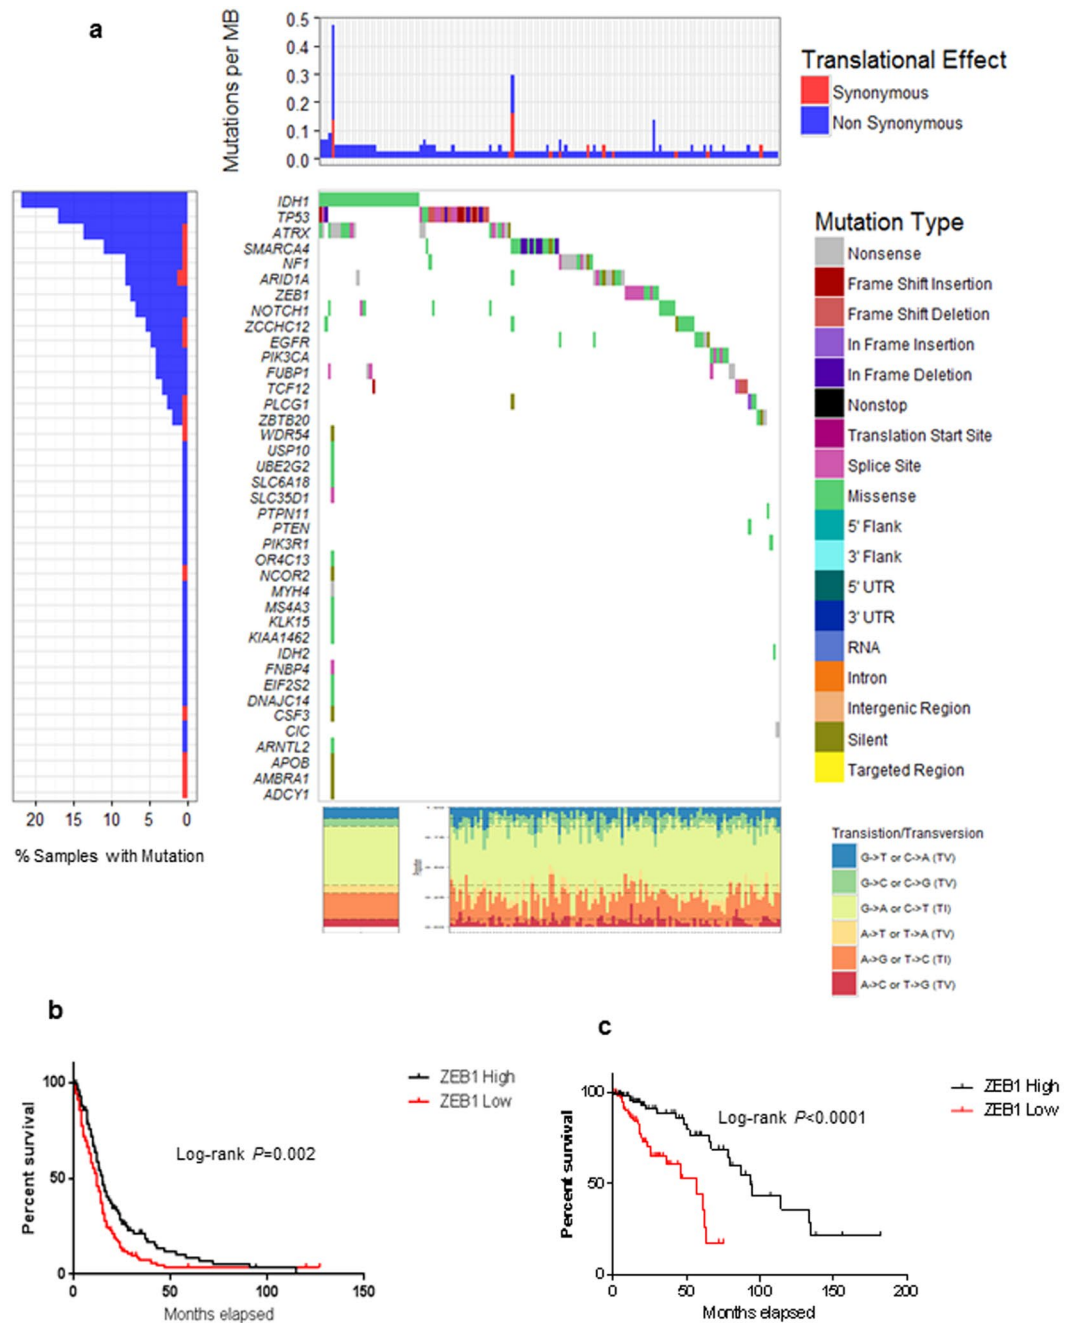 a
Mutations per MB
0.5
0.4
0.3
0.2
0.1
0.0
Translational Effect
Synonymous
Non Synonymous
IDH1
TP53
ATRX
SMARCA4
NF1
ARID1A
ZEB1
NOTCH1
ZCCHC12
EGFR
PIK3CA
FUBP1
TCF12
PLCG1
ZBTB20
WDR54
USP10
UBE2G2
SLC6A18
SLC35D1
PTPN11
PTEN
PIK3R1
OR4C13
NCOR2
MYH4
MS4A3
KLK15
KIAA1462
IDH2
FNBP4
EIF2S2
DNAJC14
CSF3
CIC
ARNTL2
APOB
AMBRA1
ADCY1
20 15 10 5 0
% Samples with Mutation
Mutation Type
Nonsense
Frame Shift Insertion
Frame Shift Deletion
In Frame Insertion
In Frame Deletion
Nonstop
Translation Start Site
Splice Site
Missense
5' Flank
3' Flank
5' UTR
3' UTR
RNA
Intron
Intergenic Region
Silent
Targeted Region
Transistion/Transversion
G->T or C->A (TV)
G->C or C->G (TV)
G->A or C->T (TI)
A->T or T->A (TV)
A->G or T->C (TI)
A->C or T->G (TV)
b
Percent survival
100
50
0
0 50 100 150
Months elapsed
Log-rank P=0.002
ZEB1 High
ZEB1 Low
c
Percent survival
100
50
0
0 50 100 150 200
Months elapsed
Log-rank P<0.0001
ZEB1 High
ZEB1 Low